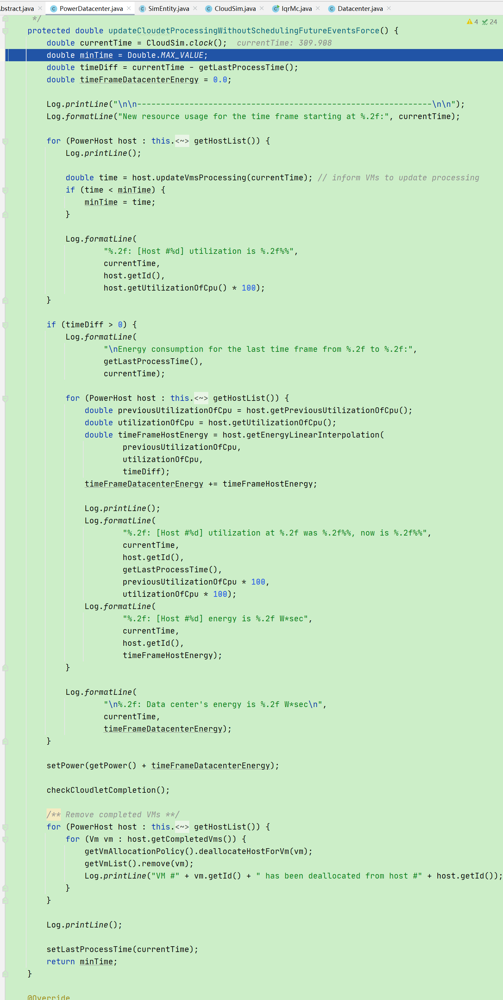 bstract.java PowerDatacenter.java SimEntity.java CloudSim.java IqrMc.java Datacenter.java
*/ 4 24
protected double updateCloudetProcessingWithoutSchedulingFutureEventsForce() {
double currentTime = CloudSim.clock(); currentTime: 309.908
double minTime = Double.MAX_VALUE;
double timeDiff = currentTime - getLastProcessTime();
double timeFrameDatacenterEnergy = 0.0;
Log.printLine("\n\n--------------------------------------------------------------\n\n");
Log.formatLine("New resource usage for the time frame starting at %.2f:", currentTime);
for (PowerHost host : this.<~> getHostList()) {
Log.printLine();
double time = host.updateVmsProcessing(currentTime); // inform VMs to update processing
if (time < minTime) {
minTime = time;
}
Log.formatLine(
"%.2f: [Host #%d] utilization is %.2f%%",
currentTime,
host.getId(),
host.getUtilizationOfCpu() * 100);
}
if (timeDiff > 0) {
Log.formatLine(
"\nEnergy consumption for the last time frame from %.2f to %.2f:",
getLastProcessTime(),
currentTime);
for (PowerHost host : this.<~> getHostList()) {
double previousUtilizationOfCpu = host.getPreviousUtilizationOfCpu();
double utilizationOfCpu = host.getUtilizationOfCpu();
double timeFrameHostEnergy = host.getEnergyLinearInterpolation(
previousUtilizationOfCpu,
utilizationOfCpu,
timeDiff);
timeFrameDatacenterEnergy += timeFrameHostEnergy;
Log.printLine();
Log.formatLine(
"%.2f: [Host #%d] utilization at %.2f was %.2f%%, now is %.2f%%",
currentTime,
host.getId(),
getLastProcessTime(),
previousUtilizationOfCpu * 100,
utilizationOfCpu * 100);
Log.formatLine(
"%.2f: [Host #%d] energy is %.2f W*sec",
currentTime,
host.getId(),
timeFrameHostEnergy);
}
Log.formatLine(
"\n%.2f: Data center's energy is %.2f W*sec\n",
currentTime,
timeFrameDatacenterEnergy);
}
setPower(getPower() + timeFrameDatacenterEnergy);
checkCloudletCompletion();
/** Remove completed VMs **/
for (PowerHost host : this.<~> getHostList()) {
for (Vm vm : host.getCompletedVms()) {
getVmAllocationPolicy().deallocateHostForVm(vm);
getVmList().remove(vm);
Log.printLine("VM #" + vm.getId() + " has been deallocated from host #" + host.getId());
}
}
Log.printLine();
setLastProcessTime(currentTime);
return minTime;
}
@Override